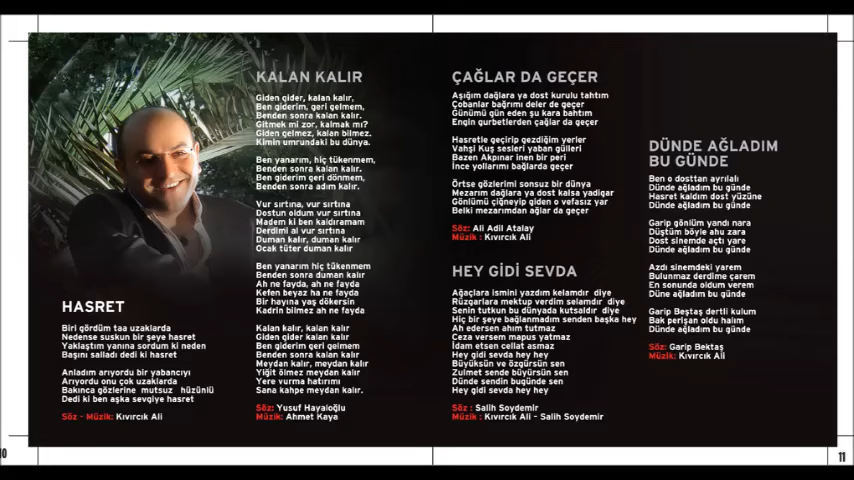 HASRET
Biri gördüm taa uzaklarda
Nedense suskun bir şeye hasret
Yaklaştım yanına sordum ki neden
Başını salladı dedi ki hasret
Anladım arıyordu bir yabancıyı
Arıyordu onu çok uzaklarda
Bakınca gözlerine mutsuz hüzünlü
Dedi ki ben aşka sevgiye hasret
Söz - Müzik: Kıvırcık Ali
KALAN KALIR
Giden gider, kalan kalır,
Ben giderim, geri gelmem,
Benden sonra kalan kalır.
Gitmek mi zor, kalmak mı?
Giden gelmez, kalan bilmez.
Kimin umrundaki bu dünya.
Ben yanarım, hiç tükenmem,
Benden sonra kalan kalır.
Ben giderim geri dönmem,
Benden sonra adım kalır.
Vur sırtına, vur sırtına
Dostun oldum vur sırtına
Madem ki ben kaldıramam
Derdimi al vur sırtına
Duman kalır, duman kalır
Ocak tüter duman kalır
Ben yanarım hiç tükenmem
Benden sonra duman kalır
Ah ne fayda, ah ne fayda
Kefen beyaz ha ne fayda
Bir hayına yaş dökersin
Kadrin bilmez ah ne fayda
Kalan kalır, kalan kalır
Giden gider kalan kalır
Ben giderim geri gelmem
Benden sonra kalan kalır
Meydan kalır, meydan kalır
Yiğit ölmez meydan kalır
Yere vurma hatırımı
Sana kahpe meydan kalır.
Söz: Yusuf Hayaloğlu
Müzik: Ahmet Kaya
ÇAĞLAR DA GEÇER
Aşığım dağlara ya dost kurulu tahtım
Çobanlar bağrımı deler de geçer
Günümü gün eden şu kara bahtım
Engin gurbetlerden çağlar da geçer
Hasretle geçirip gezdiğim yerler
Vahşi Kuş sesleri yaban gülleri
Bazen Akpınar inen bir peri
İnce yollarımı bağlarda geçer
Örtse gözlerimi sonsuz bir dünya
Mezarım dağlara ya dost kalsa yadigar
Gönlümü çiğneyip giden o vefasız yar
Belki mezarımdan ağlar da geçer
Söz: Ali Adil Atalay
Müzik : Kıvırcık Ali
HEY GİDİ SEVDA
Ağaçlara ismini yazdım kelamdır diye
Rüzgarlara mektup verdim selamdır diye
Senin tutkun bu dünyada kutsaldır diye
Hiç bir şeye bağlanmadım senden başka hey
Ah edersen ahım tutmaz
Ceza versem mapus yatmaz
İdam etsen cellat asmaz
Hey gidi sevda hey hey
Büyüksün ve özgürsün sen
Zulmet sende büyürsün sen
Dünde sendin bugünde sen
Hey gidi sevda hey hey
Söz : Salih Soydemir
Müzik : Kıvırcık Ali - Salih Soydemir
DÜNDE AĞLADIM
BU GÜNDE
Ben o dosttan ayrılalı
Dünde ağladım bu günde
Hasret kaldım dost yüzüne
Dünde ağladım bu günde
Garip gönlüm yandı nara
Düştüm böyle ahu zara
Dost sinemde açtı yare
Dünde ağladım bu günde
Azdı sinemdeki yarem
Bulunmaz derdime çarem
En sonunda oldum verem
Düne ağladım bu günde
Garip Beştaş dertli kulum
Bak perişan oldu halım
Dünde ağladım bu günde
Söz: Garip Bektaş
Müzik: Kıvırcık Ali
11